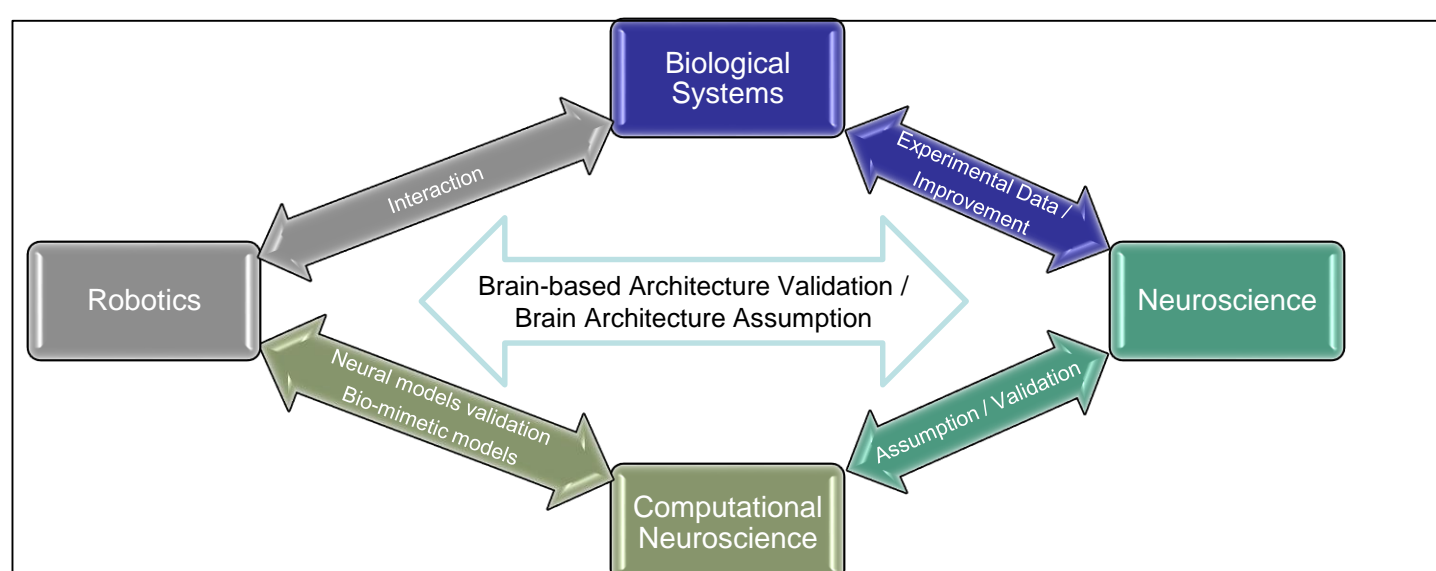 Biological
Systems
Interaction
Experimental Data /
Improvement
Robotics
Brain-based Architecture Validation /
Brain Architecture Assumption
Neuroscience
Neural models validation
Bio-mimetic models
Assumption / Validation
Computational
Neuroscience